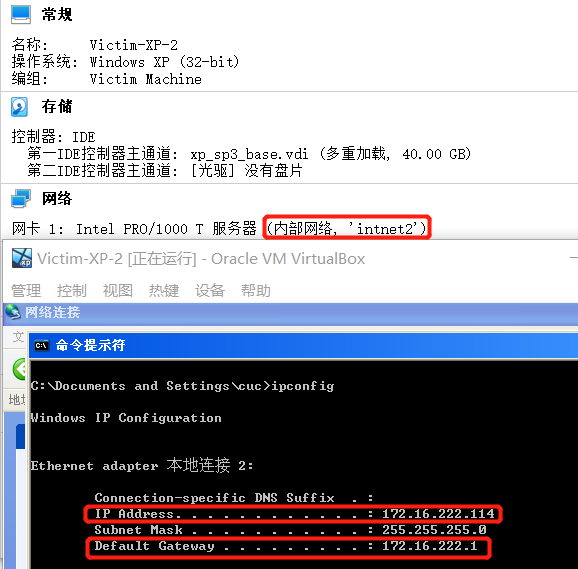 常规
名称: Victim-XP-2
操作系统: Windows XP (32-bit)
编组: Victim Machine
存储
控制器: IDE
第一IDE控制器主通道: xp_sp3_base.vdi (多重加载, 40.00 GB)
第二IDE控制器主通道: [光驱] 没有盘片
网络
网卡 1: Intel PRO/1000 T 服务器 (内部网络, 'intnet2')
Victim-XP-2 [正在运行] - Oracle VM VirtualBox
管理 控制 视图 热键 设备 帮助
网络连接
文
命令提示符
C:\Documents and Settings\cuc>ipconfig
地址
Windows IP Configuration
Ethernet adapter 本地连接 2:
Connection-specific DNS Suffix . :
IP Address. . . . . . . . . . . . : 172.16.222.114
Subnet Mask . . . . . . . . . . . : 255.255.255.0
Default Gateway . . . . . . . . . : 172.16.222.1